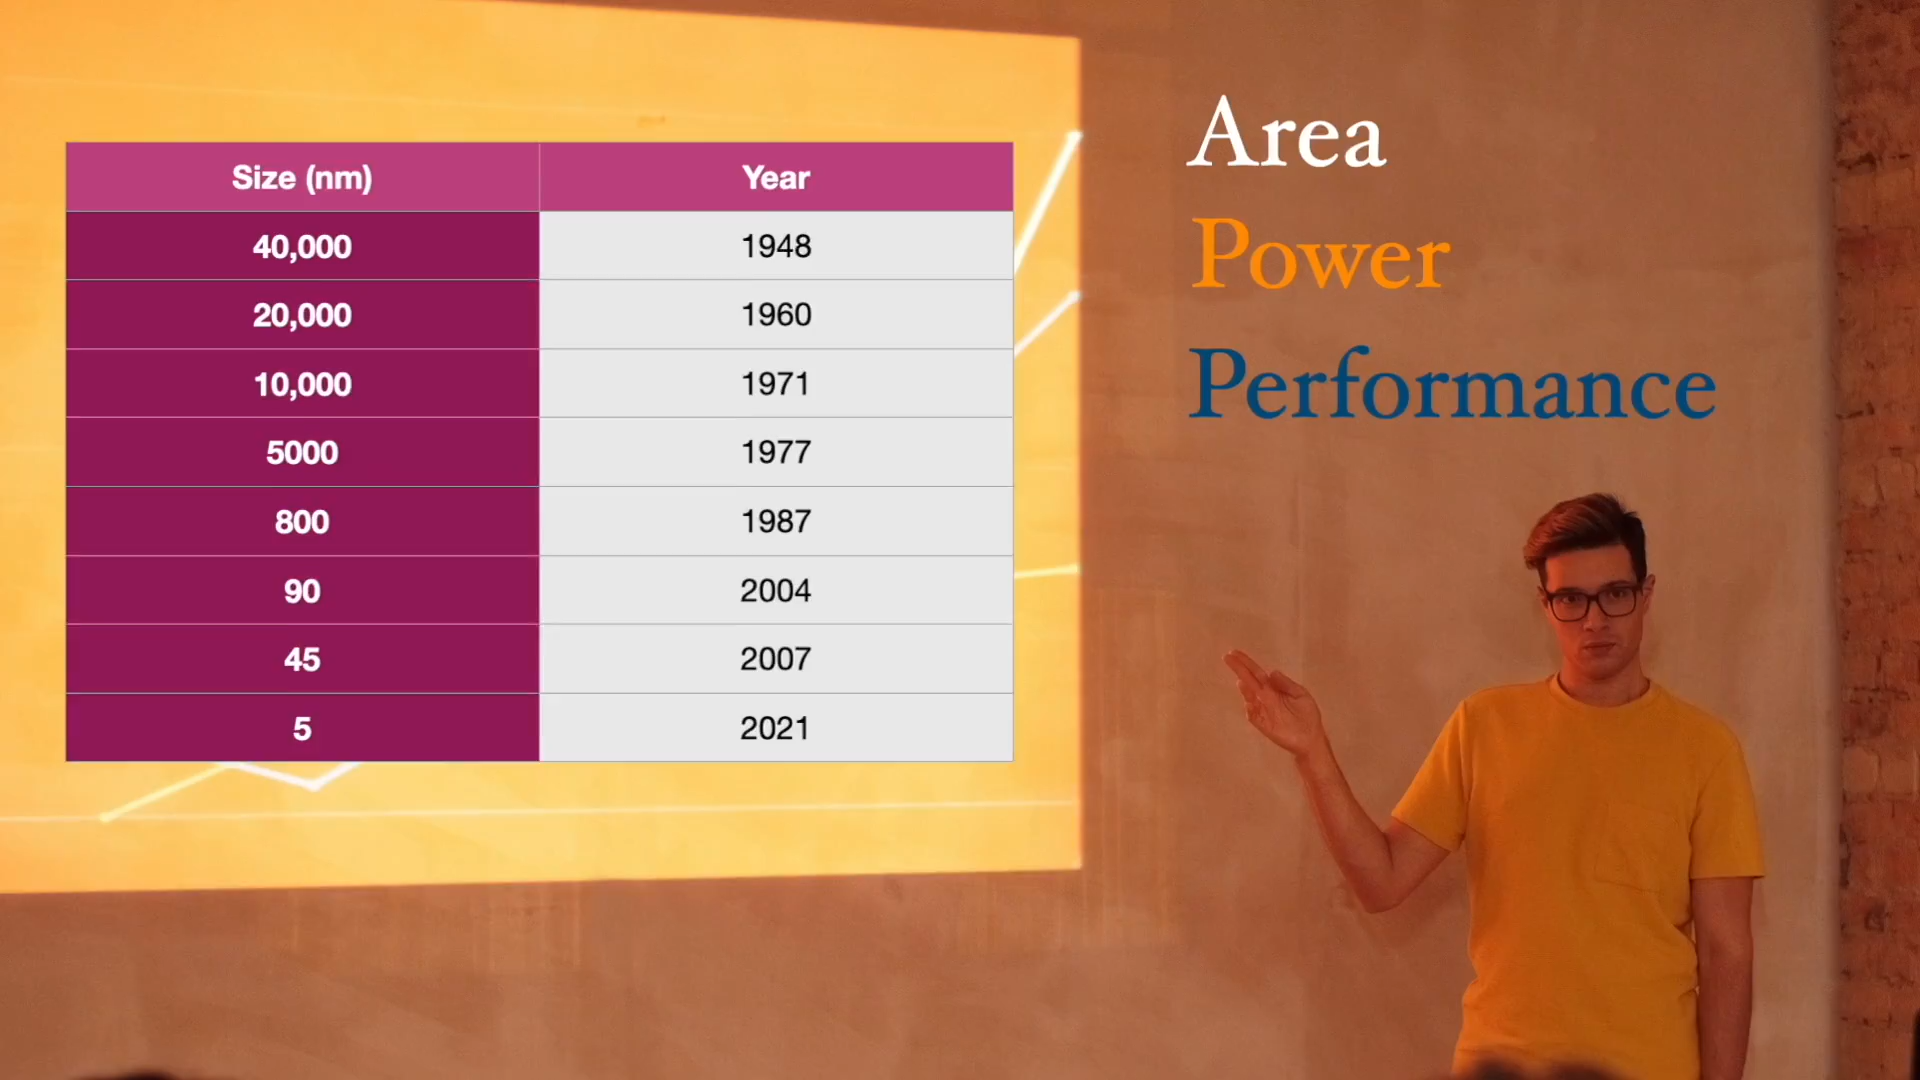 Size (nm) Year
40,000 1948
20,000 1960
10,000 1971
5000 1977
800 1987
90 2004
45 2007
5 2021
Area
Power
Performance